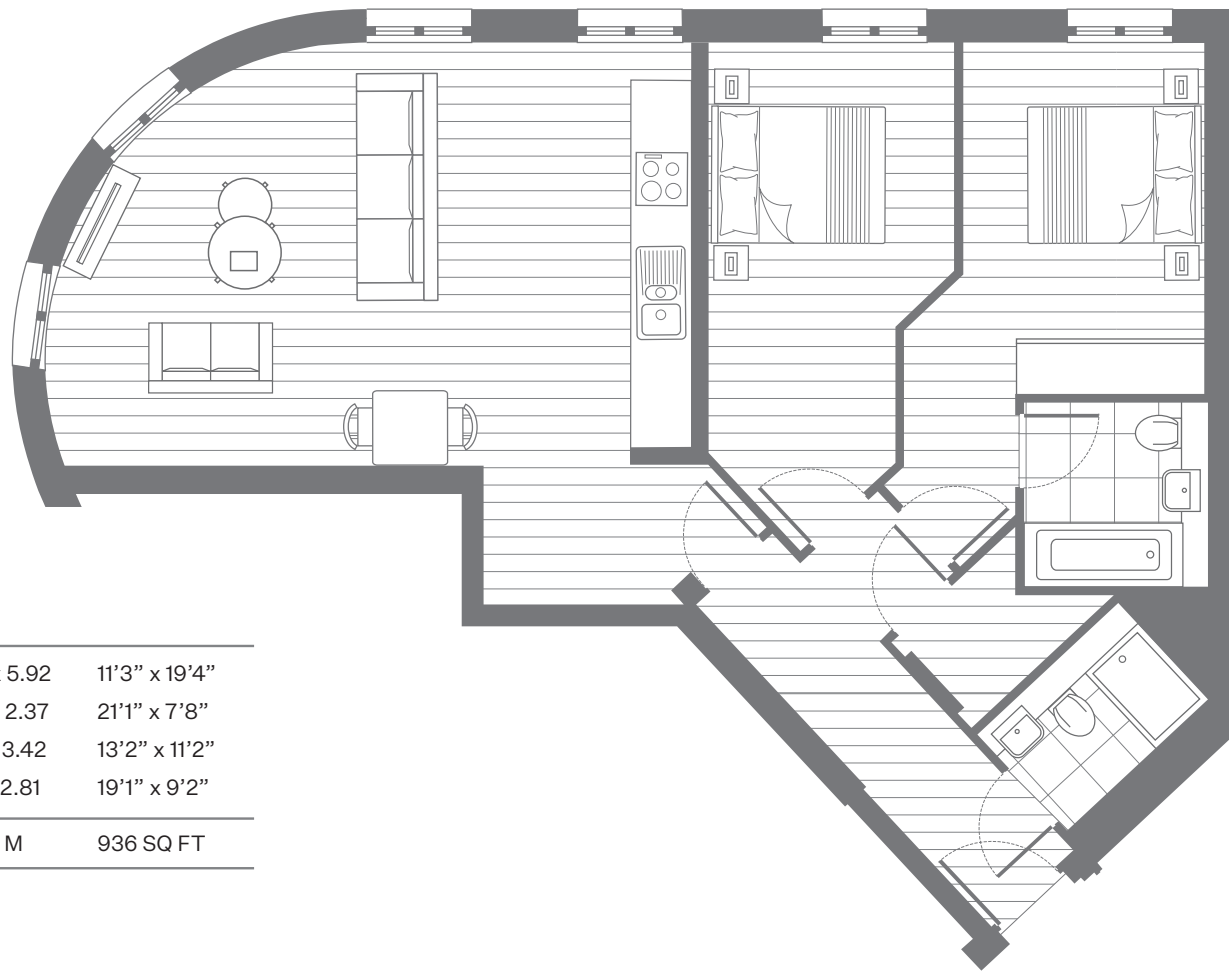 5.92 11’3” x 19’4”
2.37 21’1” x 7’8”
3.42 13’2” x 11’2”
2.81 19’1” x 9’2”
M 936 SQ FT